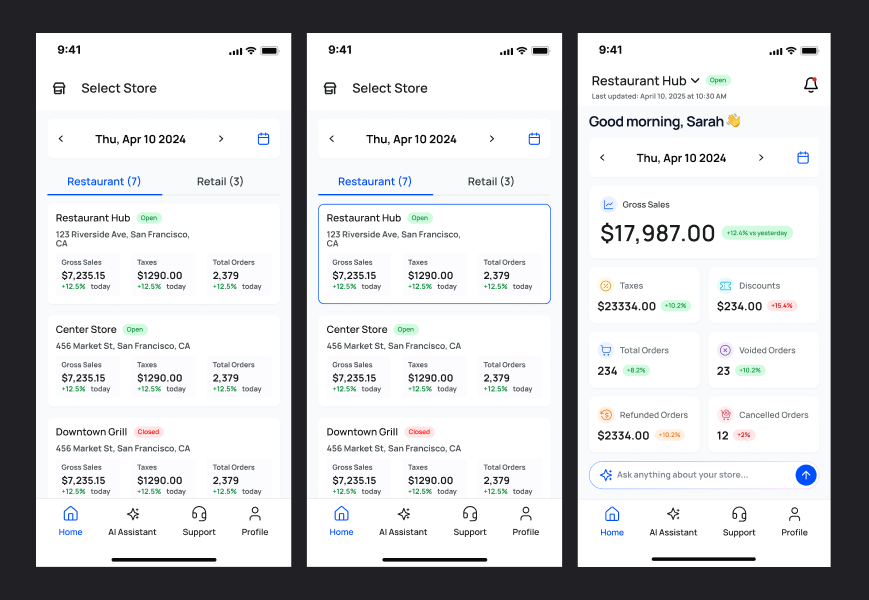 9:41
Select Store
Thu, Apr 10 2024
Restaurant (7) Retail (3)
Restaurant Hub Open
123 Riverside Ave, San Francisco,
CA
Gross Sales Taxes Total Orders
$7,235.15 $1290.00 2,379
+12.5% today +12.5% today +12.5% today
Center Store Open
456 Market St, San Francisco, CA
Gross Sales Taxes Total Orders
$7,235.15 $1290.00 2,379
+12.5% today +12.5% today +12.5% today
Downtown Grill Closed
456 Market St, San Francisco, CA
Gross Sales Taxes Total Orders
$7,235.15 $1290.00 2,379
+12.5% today +12.5% today +12.5% today
Home AI Assistant Support Profile
9:41
Select Store
Thu, Apr 10 2024
Restaurant (7) Retail (3)
Restaurant Hub Open
123 Riverside Ave, San Francisco,
CA
Gross Sales Taxes Total Orders
$7,235.15 $1290.00 2,379
+12.5% today +12.5% today +12.5% today
Center Store Open
456 Market St, San Francisco, CA
Gross Sales Taxes Total Orders
$7,235.15 $1290.00 2,379
+12.5% today +12.5% today +12.5% today
Downtown Grill Closed
456 Market St, San Francisco, CA
Gross Sales Taxes Total Orders
$7,235.15 $1290.00 2,379
+12.5% today +12.5% today +12.5% today
Home AI Assistant Support Profile
9:41
Restaurant Hub Open
Last updated: April 10, 2025 at 10:30 AM
Good morning, Sarah👋
Thu, Apr 10 2024
Gross Sales
$17,987.00 +12.4% vs yesterday
Taxes Discounts
$23334.00 +10.2% $234.00 +15.4%
Total Orders Voided Orders
234 +8.2% 23 +10.2%
Refunded Orders Cancelled Orders
$2334.00 +10.2% 12 +2%
Ask anything about your store...
Home AI Assistant Support Profile